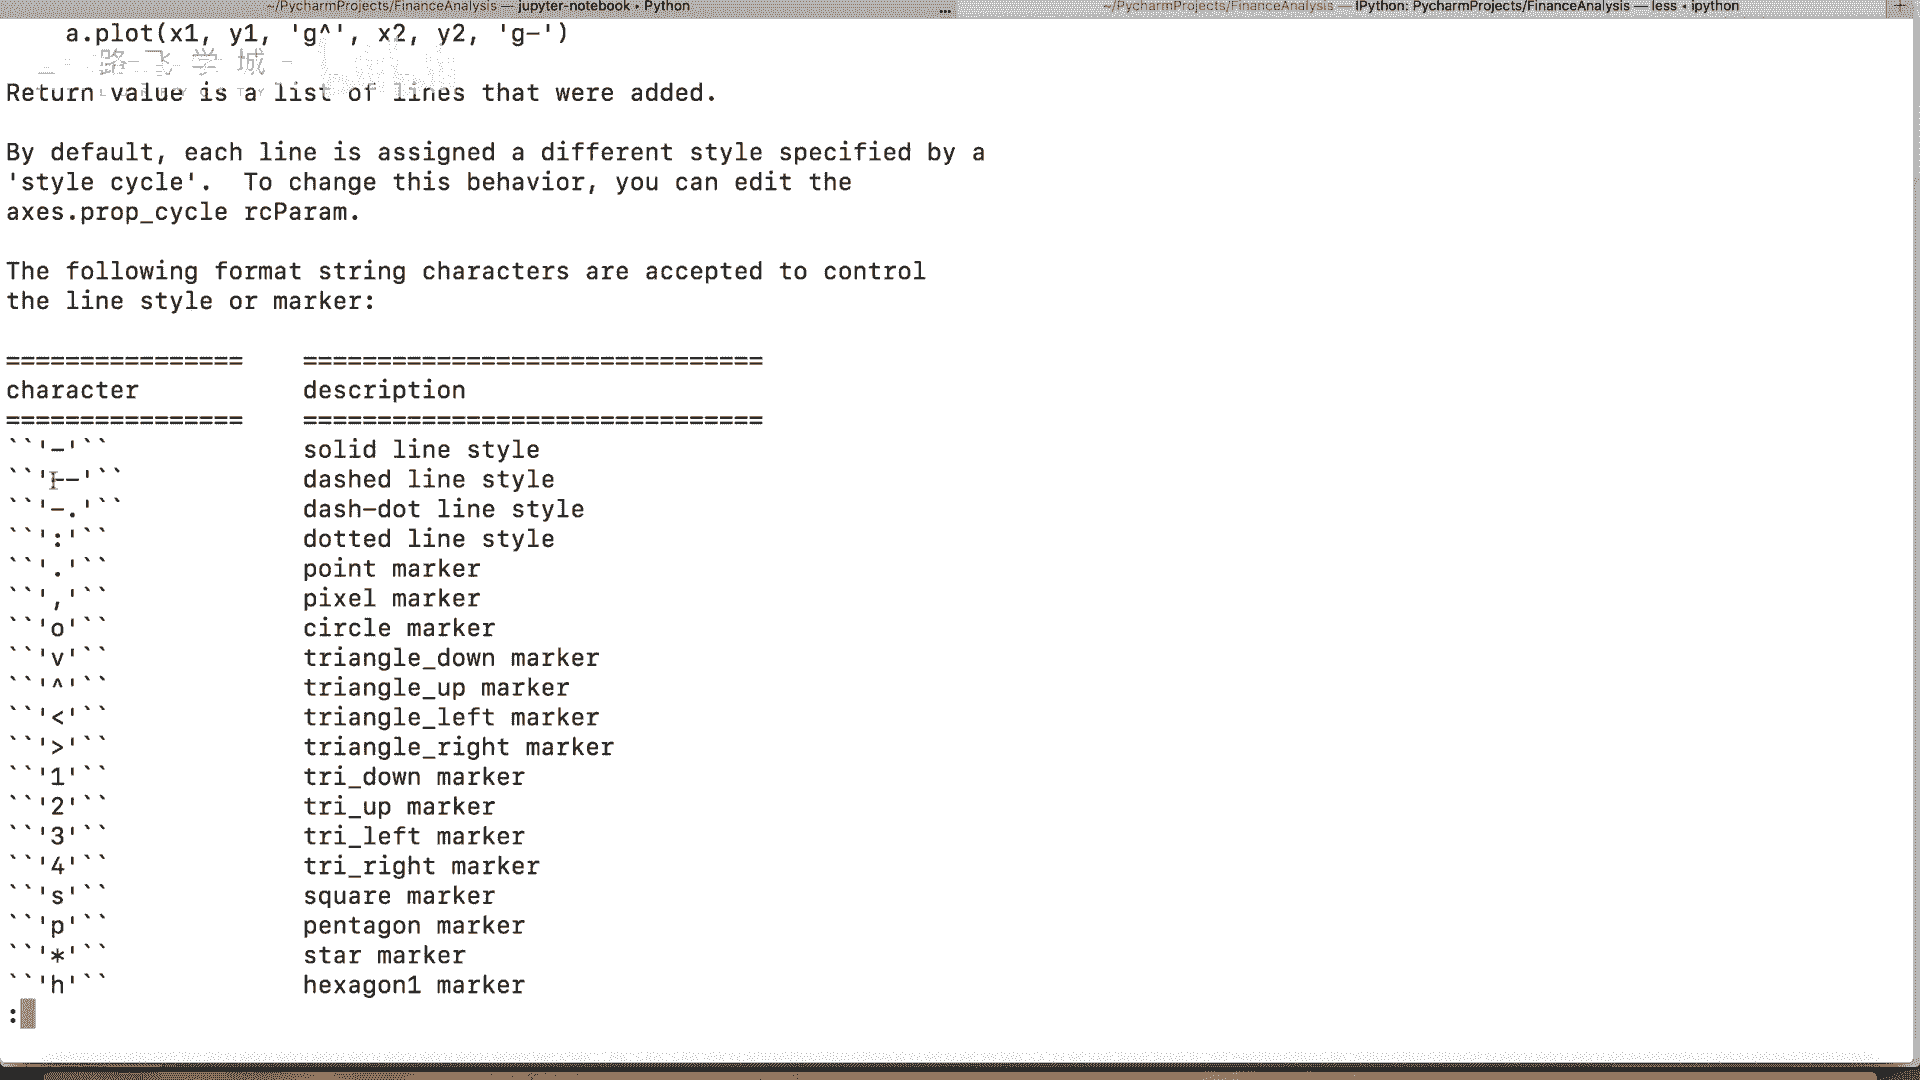 ~/PycharmProjects/FinanceAnalysis — jupyter-notebook • Python
...
~/PycharmProjects/FinanceAnalysis — IPython: PycharmProjects/FinanceAnalysis — less • ipython
+
a.plot(x1, y1, 'g^', x2, y2, 'g-')
路飞学城
Return value is a list of lines that were added.
By default, each line is assigned a different style specified by a
'style cycle'.  To change this behavior, you can edit the
axes.prop_cycle rcParam.
The following format string characters are accepted to control
the line style or marker:
================    ===============================
character           description
================    ===============================
``'-'``             solid line style
``'--'``            dashed line style
``'-.'``            dash-dot line style
``':'``             dotted line style
``'.'``             point marker
``','``             pixel marker
``'o'``             circle marker
``'v'``             triangle_down marker
``'^'``             triangle_up marker
``'<'``             triangle_left marker
``'>'``             triangle_right marker
``'1'``             tri_down marker
``'2'``             tri_up marker
``'3'``             tri_left marker
``'4'``             tri_right marker
``'s'``             square marker
``'p'``             pentagon marker
``'*'``             star marker
``'h'``             hexagon1 marker
: